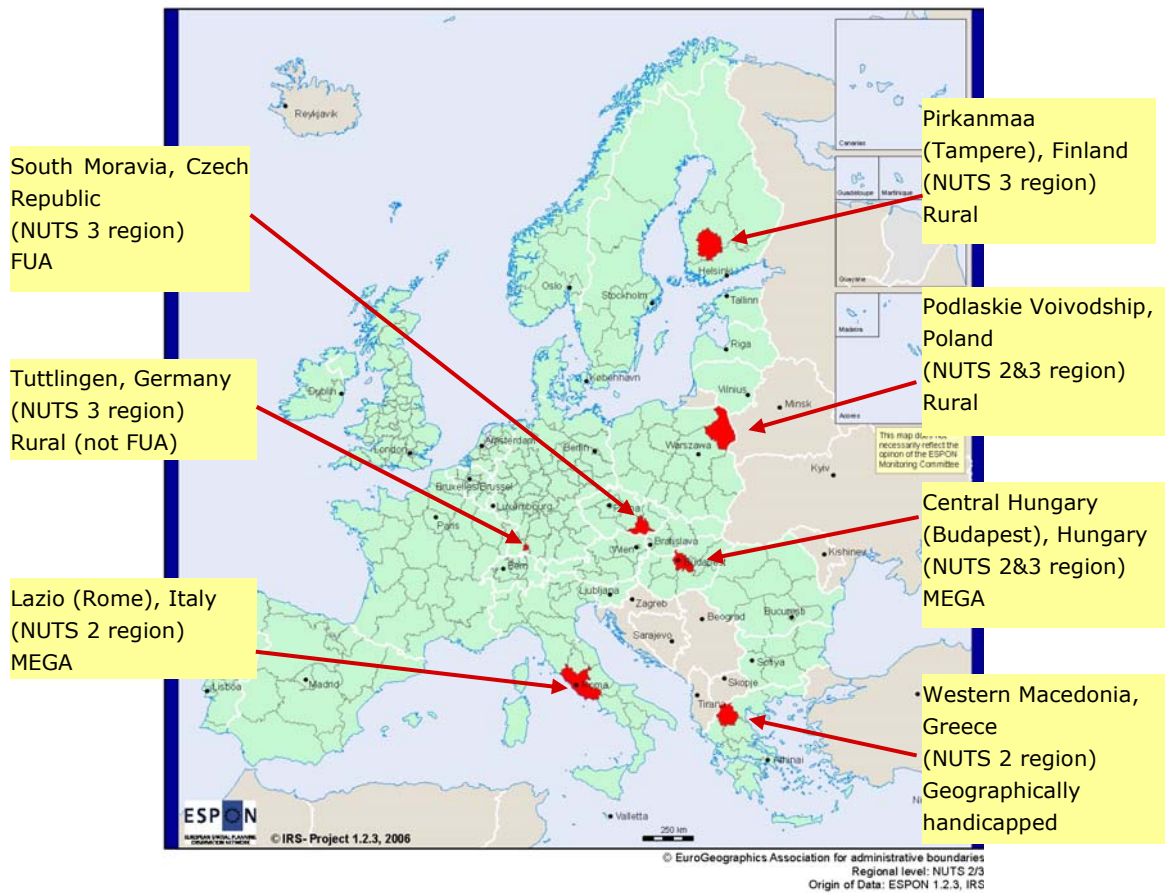 South Moravia, Czech
Republic
(NUTS 3 region)
FUA
Tuttlingen, Germany
(NUTS 3 region)
Rural (not FUA)
Lazio (Rome), Italy
(NUTS 2 region)
MEGA
Pirkanmaa
(Tampere), Finland
(NUTS 3 region)
Rural
Podlaskie Voivodship,
Poland
(NUTS 2&3 region)
Rural
Central Hungary
(Budapest), Hungary
(NUTS 2&3 region)
MEGA
Western Macedonia,
Greece
(NUTS 2 region)
Geographically
handicapped
Canarias
Guadeloupe
Martinique
Guayane
Madeira
Acores
This map does not
necessarily reflect the
opinion of the ESPON
Monitoring Committee
Reykjavik
Oslo
Stockholm
Helsinki
Tallinn
Riga
Vilnius
Minsk
København
Dublin
London
Amsterdam
Berlin
Warszawa
Kyiv
Bruxelles/Brussel
Luxembourg
Paris
Wien
Bratislava
Budapest
Kishinev
Bern
Ljubljana
Zagreb
Beograd
Bucuresti
Sarajevo
Sofiya
Skopje
Tirana
Roma
Madrid
Lisboa
Athinai
Valletta
250 km
ESPON
EUROPEAN SPATIAL PLANNING
OBSERVATION NETWORK
© IRS- Project 1.2.3, 2006
© EuroGeographics Association for administrative boundaries
Regional level: NUTS 2/3
Origin of Data: ESPON 1.2.3, IRS